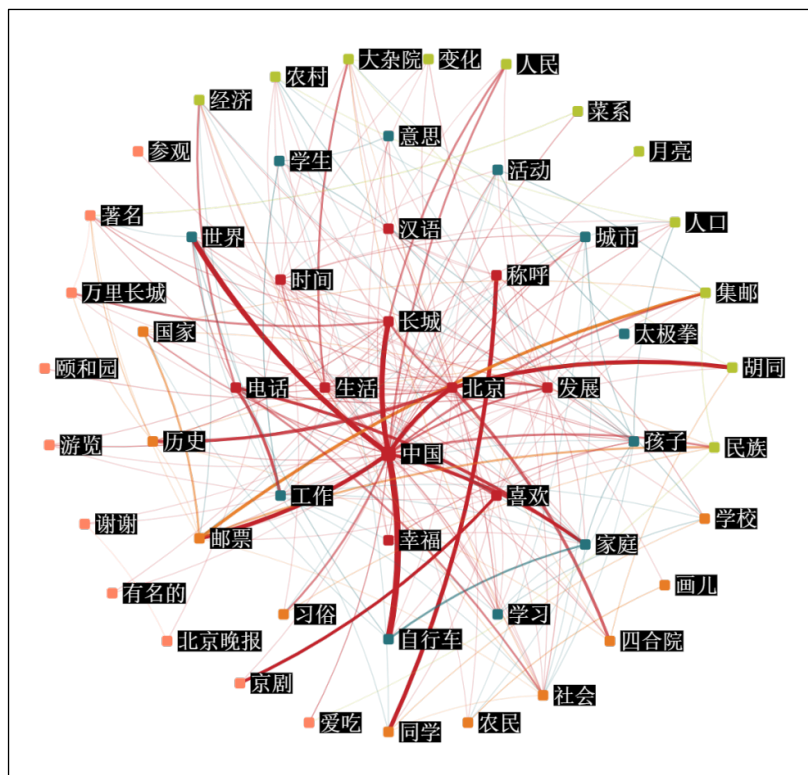 大杂院
变化
人民
农村
经济
菜系
参观
学生
意思
月亮
活动
著名
世界
汉语
城市
人口
时间
称呼
万里长城
集邮
国家
长城
太极拳
颐和园
胡同
电话
生活
北京
发展
游览
历史
中国
孩子
民族
工作
喜欢
谢谢
邮票
幸福
家庭
学校
有名的
画儿
习俗
学习
北京晚报
自行车
四合院
京剧
社会
爱吃
同学
农民